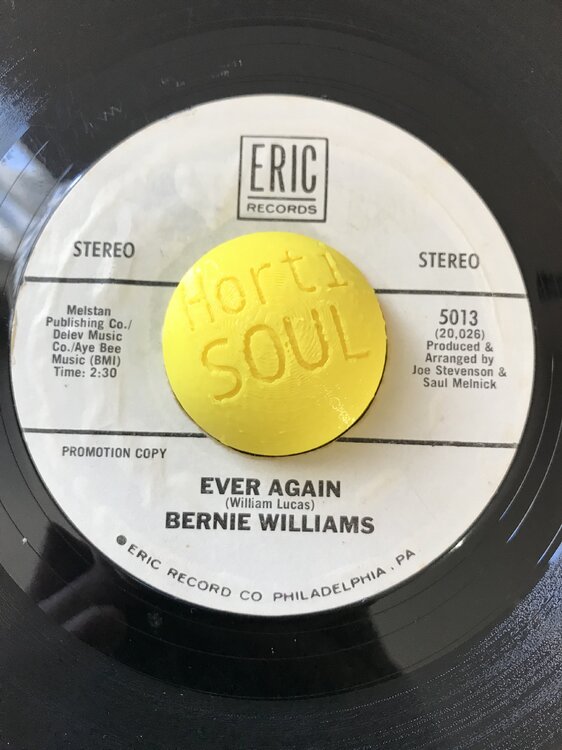 ERIC
RECORDS
STEREO
STEREO
Horti
SOUL
Melstan
Publishing Co./
Delev Music
Co./Aye Bee
Music (BMI)
Time: 2:30
5013
(20,026)
Produced &
Arranged by
Joe Stevenson &
Saul Melnick
PROMOTION COPY
EVER AGAIN
(William Lucas)
BERNIE WILLIAMS
ERIC RECORD CO PHILADELPHIA, PA